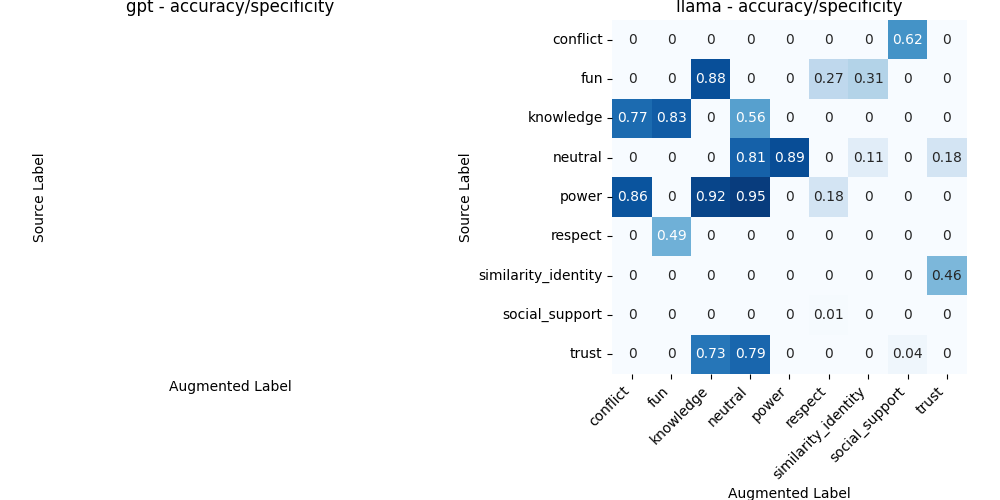 gpt - accuracy/specificity
Source Label
Augmented Label
llama - accuracy/specificity
Source Label
conflict 0 0 0 0 0 0 0 0.62 0
fun 0 0 0.88 0 0 0.27 0.31 0 0
knowledge 0.77 0.83 0 0.56 0 0 0 0 0
neutral 0 0 0 0.81 0.89 0 0.11 0 0.18
power 0.86 0 0.92 0.95 0 0.18 0 0 0
respect 0 0.49 0 0 0 0 0 0 0
similarity_identity 0 0 0 0 0 0 0 0 0.46
social_support 0 0 0 0 0 0.01 0 0 0
trust 0 0 0.73 0.79 0 0 0 0.04 0
conflict fun knowledge neutral power respect similarity_identity social_support trust
Augmented Label